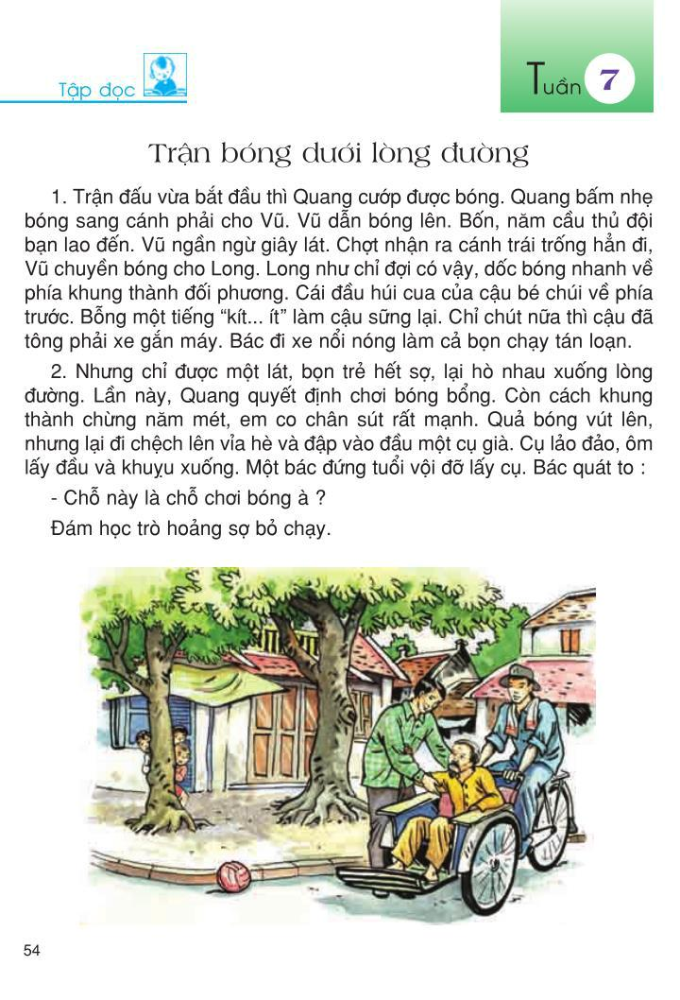 Tập đọc
Tuần 7
Trận bóng dưới lòng đường
1. Trận đấu vừa bắt đầu thì Quang cướp được bóng. Quang bấm nhẹ
bóng sang cánh phải cho Vũ. Vũ dẫn bóng lên. Bốn, năm cầu thủ đội
bạn lao đến. Vũ ngần ngừ giây lát. Chợt nhận ra cánh trái trống hẳn đi,
Vũ chuyền bóng cho Long. Long như chỉ đợi có vậy, dốc bóng nhanh về
phía khung thành đối phương. Cái đầu húi cua của cậu bé chúi về phía
trước. Bỗng một tiếng “kít... ít” làm cậu sững lại. Chỉ chút nữa thì cậu đã
tông phải xe gắn máy. Bác đi xe nổi nóng làm cả bọn chạy tán loạn.
2. Nhưng chỉ được một lát, bọn trẻ hết sợ, lại hò nhau xuống lòng
đường. Lần này, Quang quyết định chơi bóng bổng. Còn cách khung
thành chừng năm mét, em co chân sút rất mạnh. Quả bóng vút lên,
nhưng lại đi chệch lên vỉa hè và đập vào đầu một cụ già. Cụ lảo đảo, ôm
lấy đầu và khuỵu xuống. Một bác đứng tuổi vội đỡ lấy cụ. Bác quát to :
- Chỗ này là chỗ chơi bóng à ?
Đám học trò hoảng sợ bỏ chạy.
54